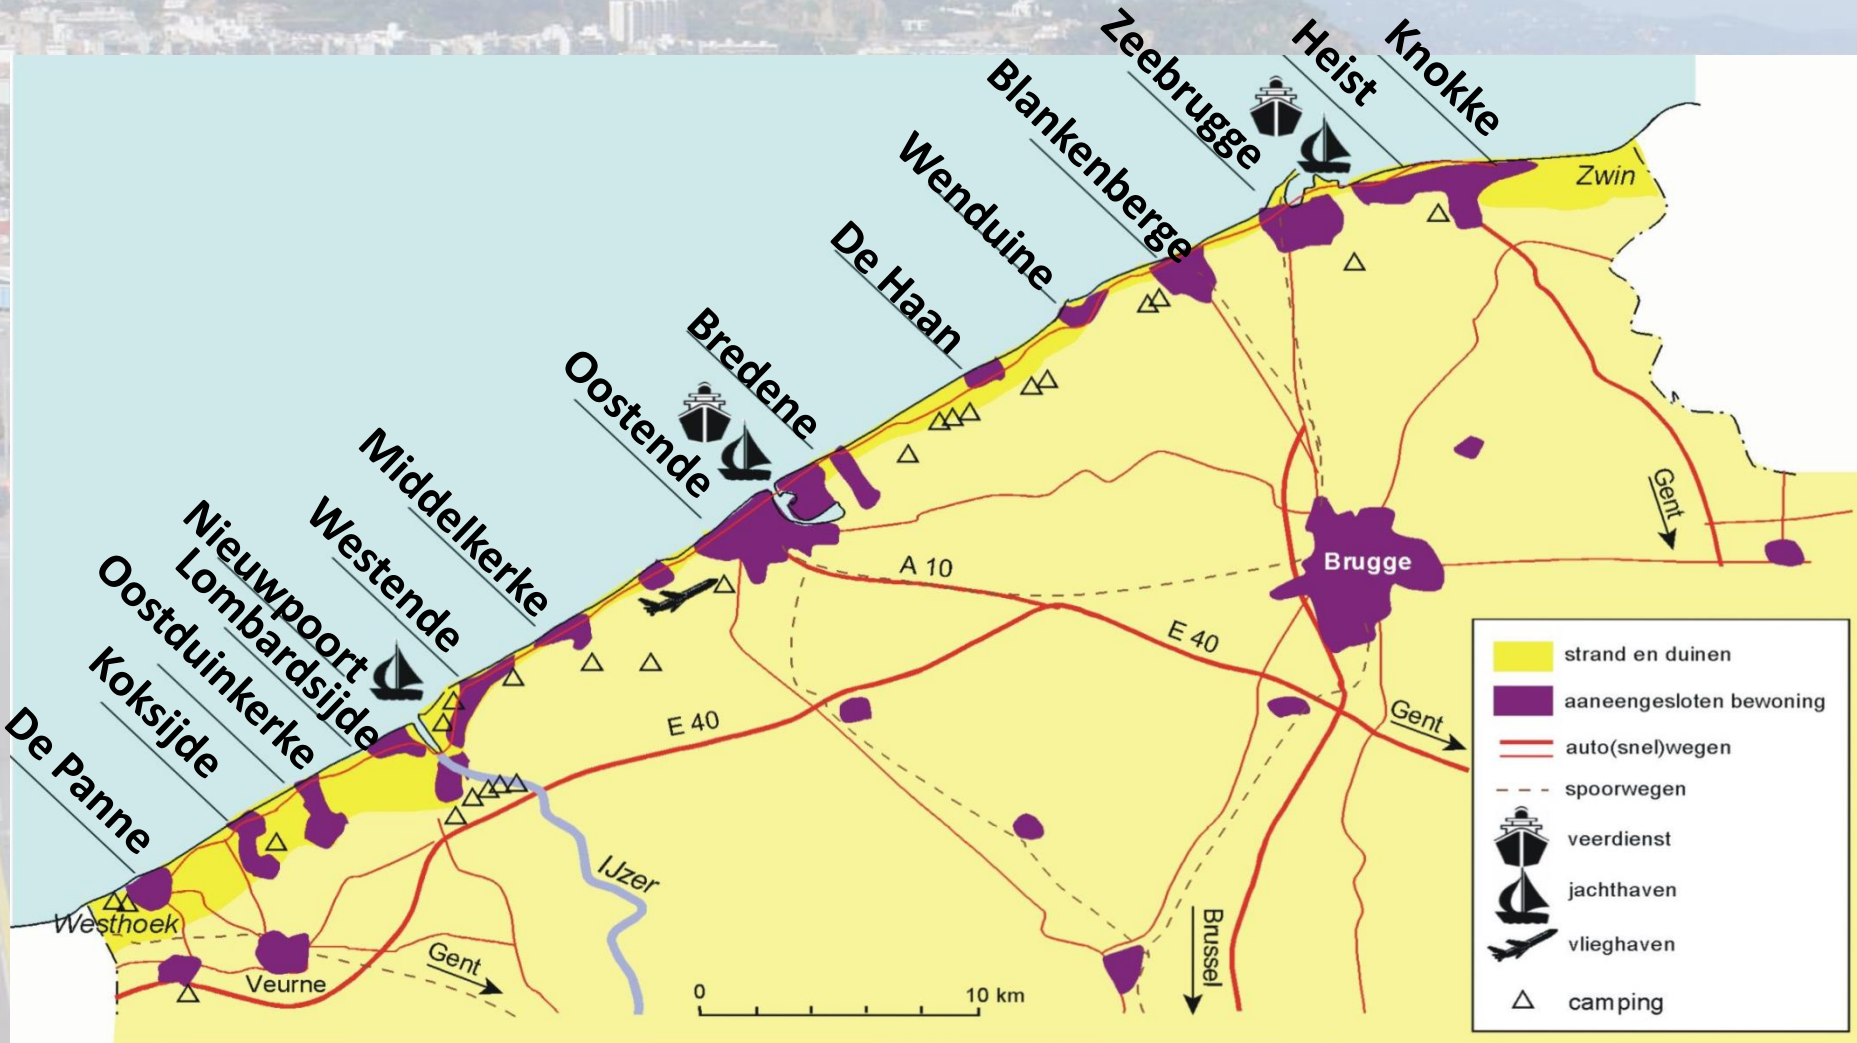 De Panne
Koksijde
Oostduinkerke
Lombardsijde
Nieuwpoort
Westende
Middelkerke
Oostende
Bredene
De Haan
Wenduine
Blankenberge
Zeebrugge
Heist
Knokke
Zwin
Gent
Brugge
A 10
E 40
E 40
Gent
IJzer
Westhoek
Veurne
Gent
Brussel
0
10 km
strand en duinen
aaneengesloten bewoning
auto(snel)wegen
spoorwegen
veerdienst
jachthaven
vlieghaven
camping